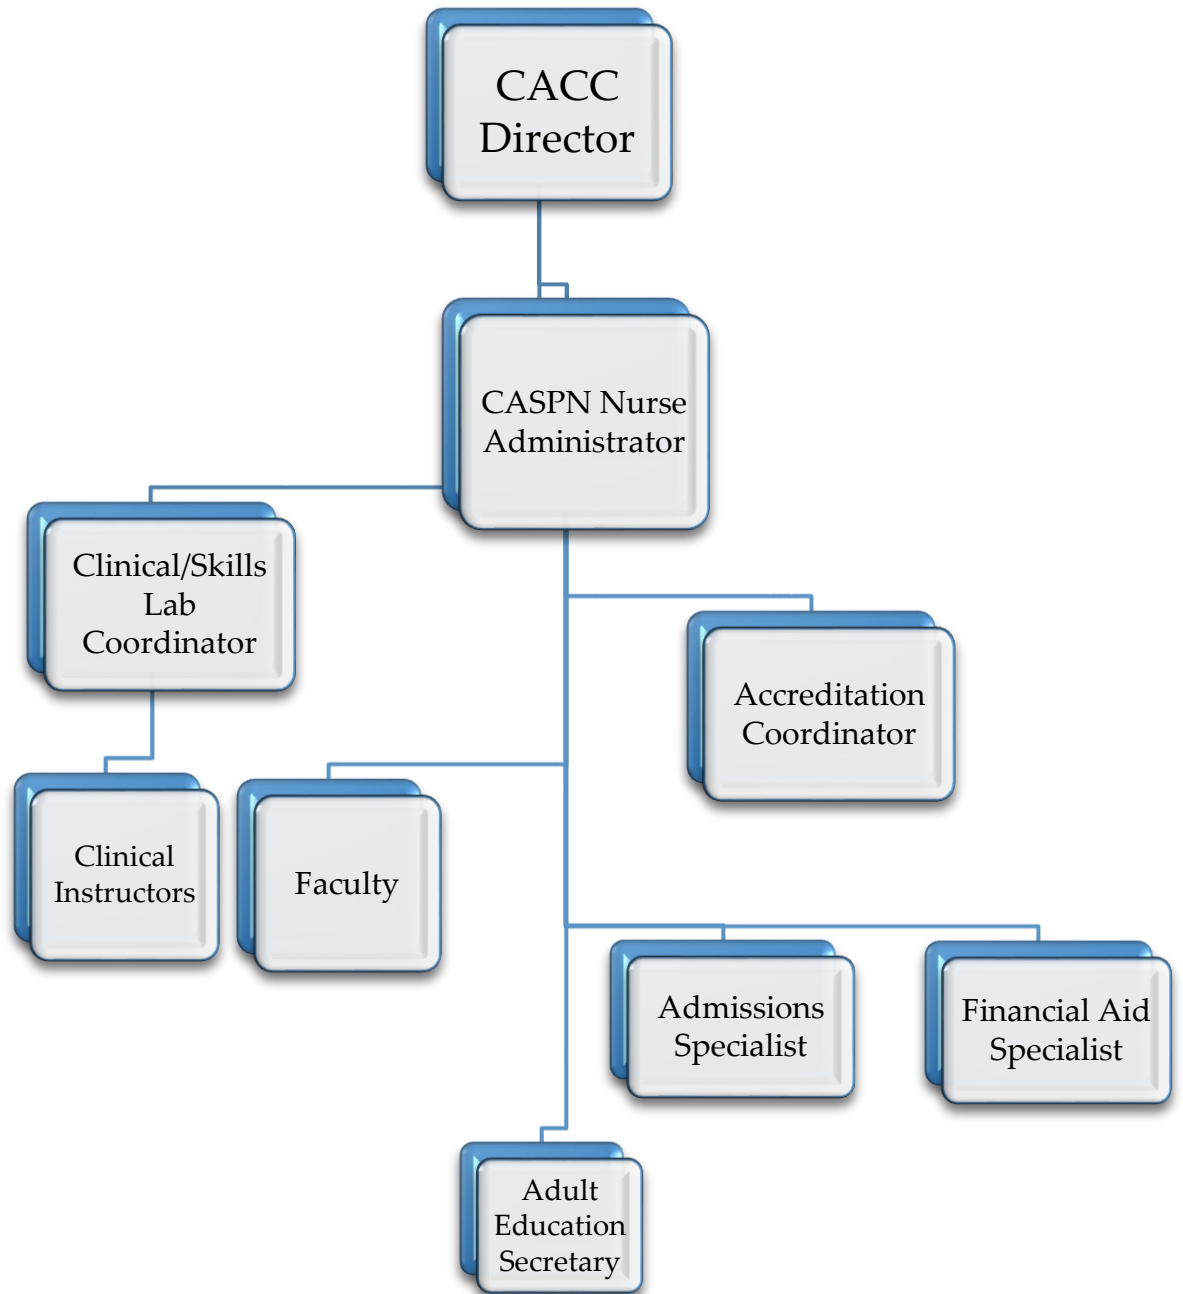 CACC
Director
CASPN Nurse
Administrator
Clinical/Skills
Lab
Coordinator
Accreditation
Coordinator
Clinical
Instructors
Faculty
Admissions
Specialist
Financial Aid
Specialist
Adult
Education
Secretary